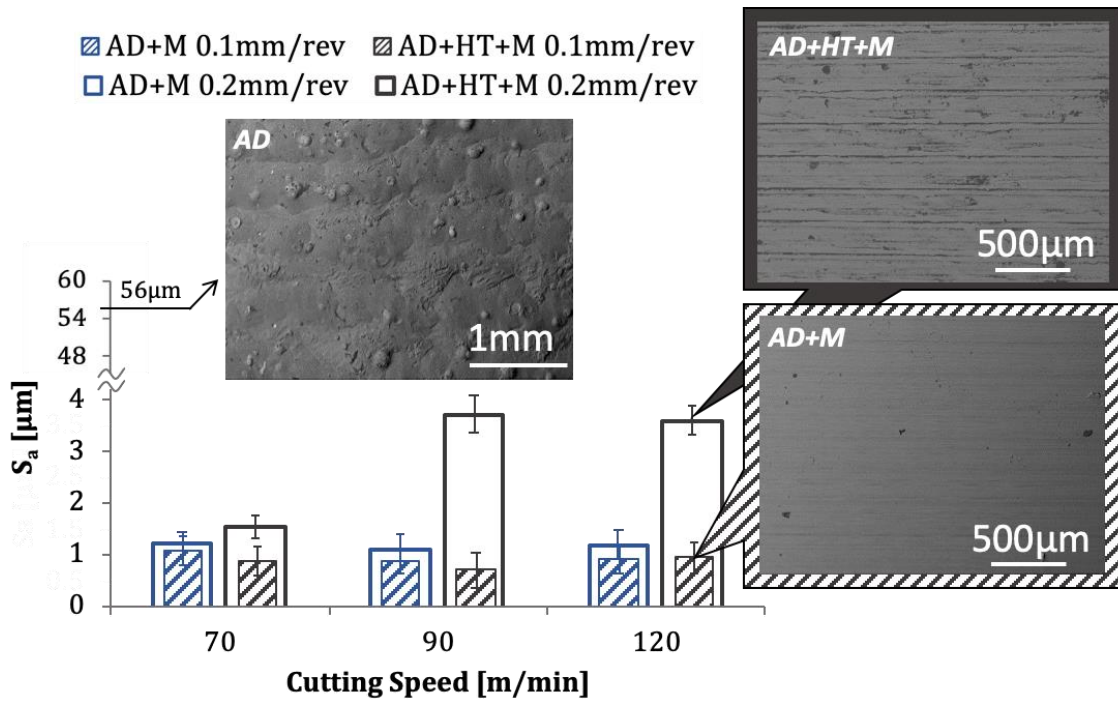 AD+M 0.1mm/rev AD+HT+M 0.1mm/rev
AD+M 0.2mm/rev AD+HT+M 0.2mm/rev
AD
1mm
AD+HT+M
500μm
AD+M
500μm
56μm
Sa [μm]
60
54
48
4
3
2
1
0
70 90 120
Cutting Speed [m/min]